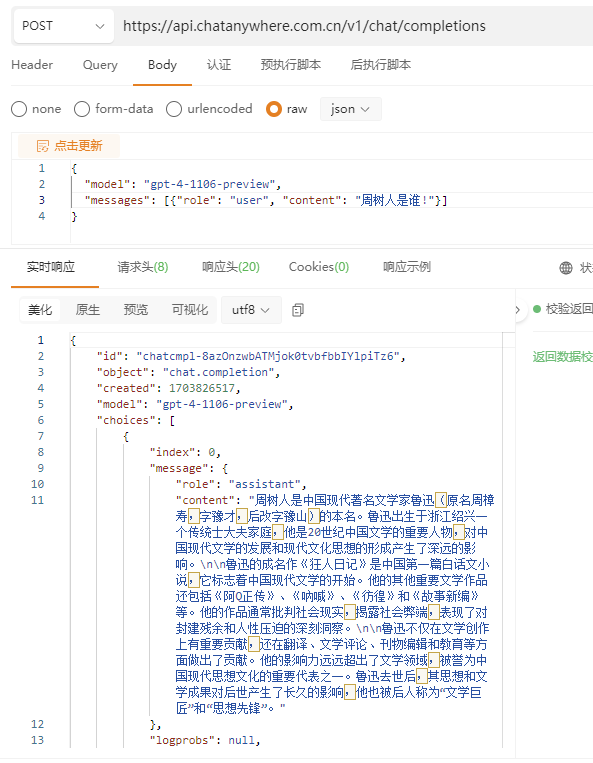 POST https://api.chatanywhere.com.cn/v1/chat/completions
Header Query Body 认证 预执行脚本 后执行脚本
none form-data urlencoded raw json
点击更新
1 {
2 "model": "gpt-4-1106-preview",
3 "messages": [{"role": "user", "content": "周树人是谁!"}]
4 }
实时响应 请求头(8) 响应头(20) Cookies(0) 响应示例 状
美化 原生 预览 可视化 utf8 校验返回
返回数据校
1 {
2 "id": "chatcmpl-8azOnzwbATMjok0tvbfbbIYlpiTz6",
3 "object": "chat.completion",
4 "created": 1703826517,
5 "model": "gpt-4-1106-preview",
6 "choices": [
7 {
8 "index": 0,
9 "message": {
10 "role": "assistant",
11 "content": "周树人是中国现代著名文学家鲁迅（原名周樟
寿，字豫才，后改字豫山）的本名。鲁迅出生于浙江绍兴一
个传统士大夫家庭，他是20世纪中国文学的重要人物，对中
国现代文学的发展和现代文化思想的形成产生了深远的影
响。\n\n鲁迅的成名作《狂人日记》是中国第一篇白话文小
说，它标志着中国现代文学的开始。他的其他重要文学作品
还包括《阿Q正传》、《呐喊》、《彷徨》和《故事新编》
等。他的作品通常批判社会现实，揭露社会弊端，表现了对
封建残余和人性压迫的深刻洞察。\n\n鲁迅不仅在文学创作
上有重要贡献，还在翻译、文学评论、刊物编辑和教育等方
面做出了贡献。他的影响力远远超出了文学领域，被誉为中
国现代思想文化的重要代表之一。鲁迅去世后，其思想和文
学成果对后世产生了长久的影响，他也被后人称为“文学巨
匠”和“思想先锋”。"
12 },
13 "logprobs": null,